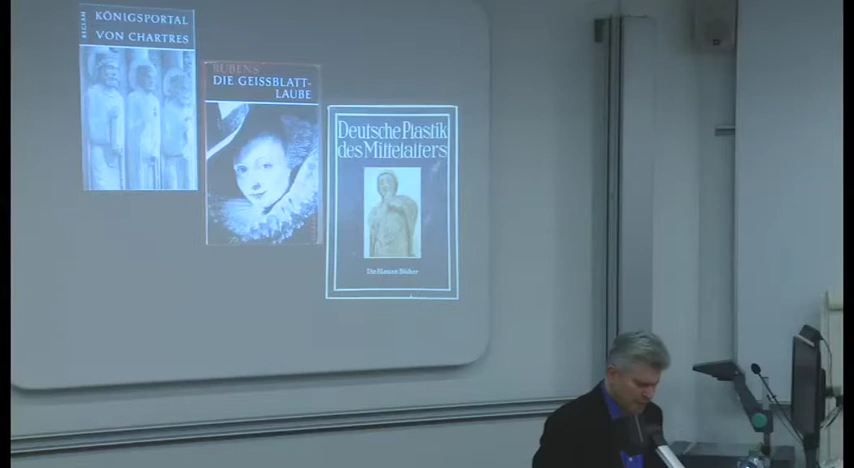 RECLAM
KÖNIGSPORTAL
VON CHARTRES
RUBENS
DIE GEISSBLATT-
LAUBE
Deutsche Plastik
des Mittelalters
Die Blauen Bücher